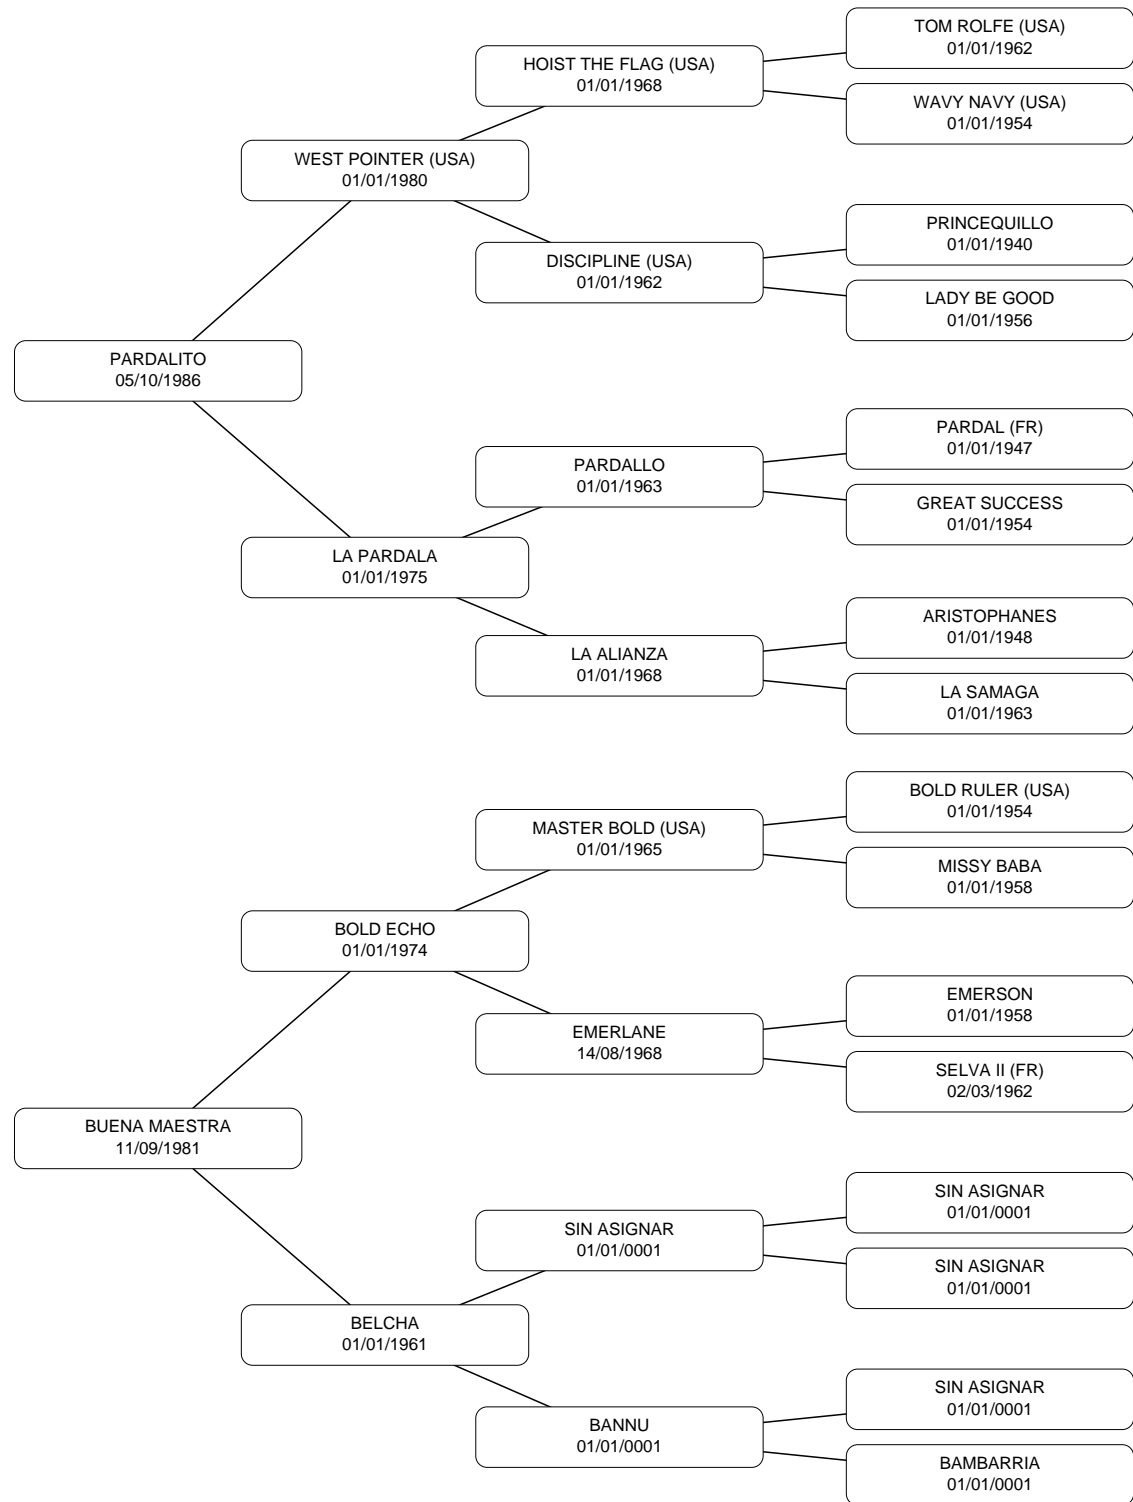 TOM ROLFE (USA)
01/01/1962
HOIST THE FLAG (USA)
01/01/1968
WAVY NAVY (USA)
01/01/1954
WEST POINTER (USA)
01/01/1980
PRINCEQUILLO
01/01/1940
DISCIPLINE (USA)
01/01/1962
LADY BE GOOD
01/01/1956
PARDALITO
05/10/1986
PARDAL (FR)
01/01/1947
PARDALLO
01/01/1963
GREAT SUCCESS
01/01/1954
LA PARDALA
01/01/1975
ARISTOPHANES
01/01/1948
LA ALIANZA
01/01/1968
LA SAMAGA
01/01/1963
BOLD RULER (USA)
01/01/1954
MASTER BOLD (USA)
01/01/1965
MISSY BABA
01/01/1958
BOLD ECHO
01/01/1974
EMERSON
01/01/1958
EMERLANE
14/08/1968
SELVA II (FR)
02/03/1962
BUENA MAESTRA
11/09/1981
SIN ASIGNAR
01/01/0001
SIN ASIGNAR
01/01/0001
SIN ASIGNAR
01/01/0001
BELCHA
01/01/1961
SIN ASIGNAR
01/01/0001
BANNU
01/01/0001
BAMBARRIA
01/01/0001